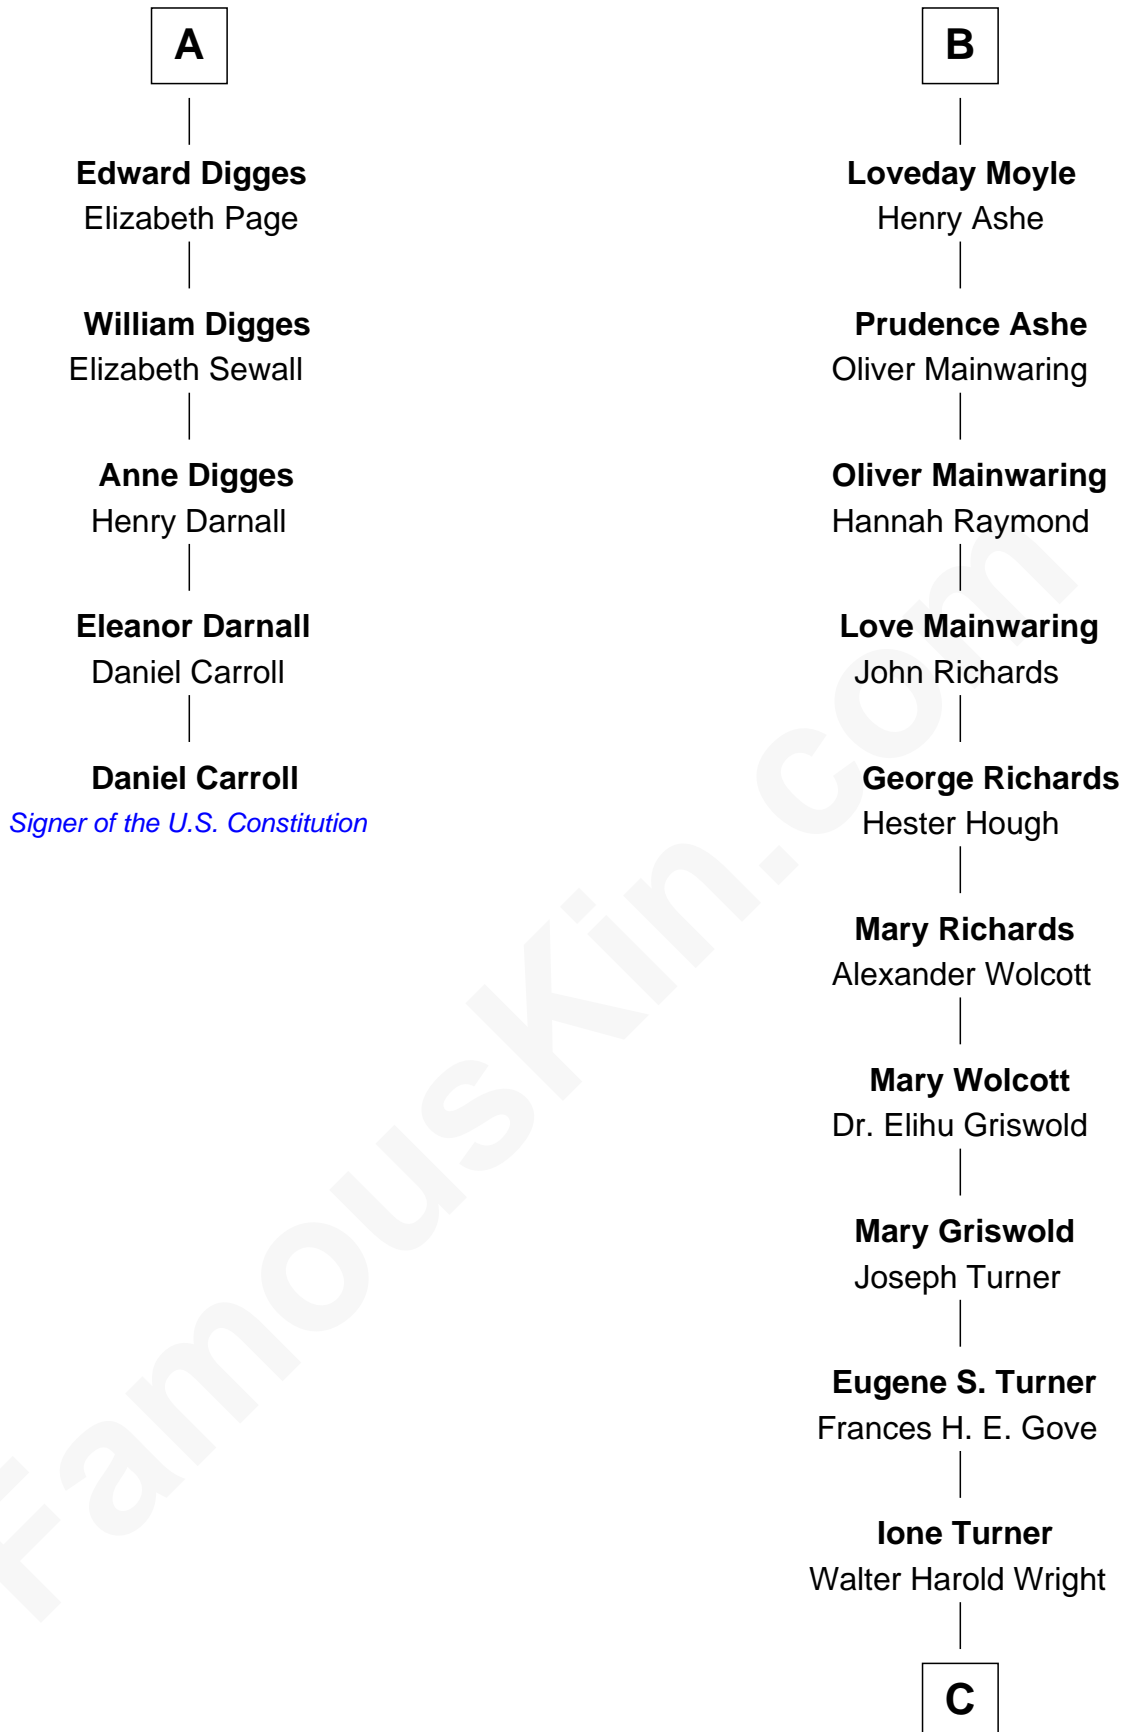 A
Edward Digges
Elizabeth Page
William Digges
Elizabeth Sewall
Anne Digges
Henry Darnall
Eleanor Darnall
Daniel Carroll
Daniel Carroll
Signer of the U.S. Constitution
B
Loveday Moyle
Henry Ashe
Prudence Ashe
Oliver Mainwaring
Oliver Mainwaring
Hannah Raymond
Love Mainwaring
John Richards
George Richards
Hester Hough
Mary Richards
Alexander Wolcott
Mary Wolcott
Dr. Elihu Griswold
Mary Griswold
Joseph Turner
Eugene S. Turner
Frances H. E. Gove
Ione Turner
Walter Harold Wright
C
FamousKin.com